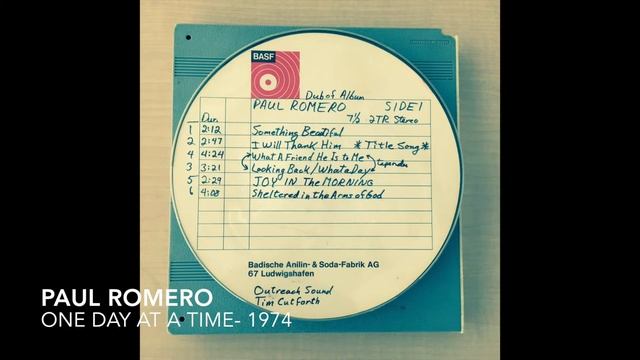 BASF
Dub of Album
PAUL ROMERO SIDE 1
7½ 2TR Stereo
Dur.
1 2:12 Something Beautiful
2 2:47 I Will Thank Him *Title Song*
4 4:24 What A Friend He Is to Me
3 3:21 Looking Back/What a Day
5 2:29 JOY IN THE MORNING
6 4:08 Sheltered in the Arms of God
Badische Anilin- & Soda-Fabrik AG
67 Ludwigshafen
Outreach Sound
Tim Cutforth
PAUL ROMERO
ONE DAY AT A TIME- 1974